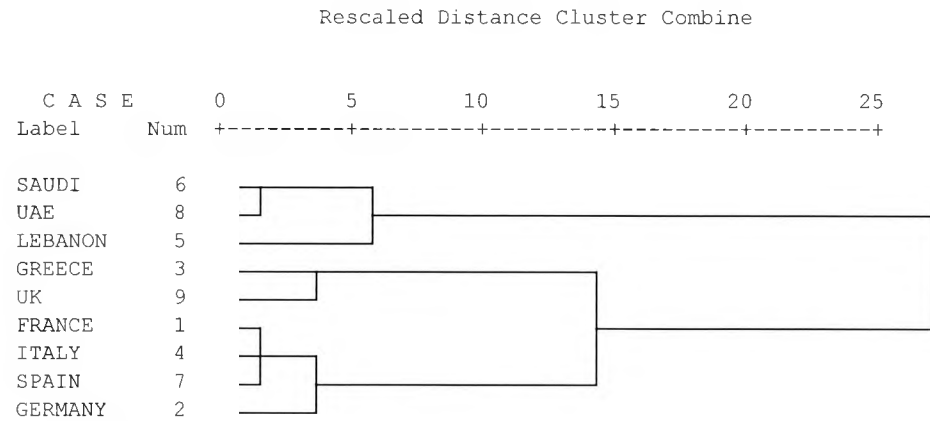 Rescaled Distance Cluster Combine
C A S E 0 5 10 15 20 25
Label Num +---------+---------+---------+---------+---------+
SAUDI 6
UAE 8
LEBANON 5
GREECE 3
UK 9
FRANCE 1
ITALY 4
SPAIN 7
GERMANY 2